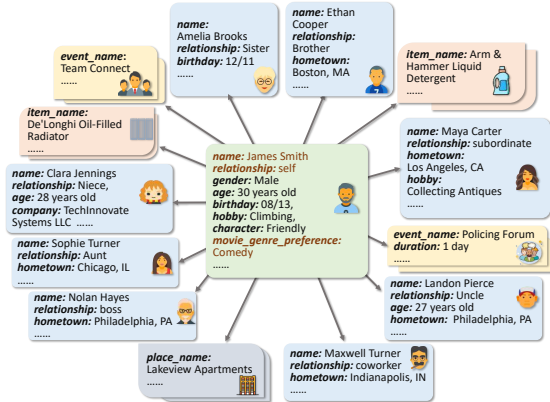 event_name:
Team Connect
......
name:
Amelia Brooks
relationship: Sister
birthday: 12/11
......
name: Ethan
Cooper
relationship:
Brother
hometown:
Boston, MA
......
item_name: Arm &
Hammer Liquid
Detergent
......
item_name:
De'Longhi Oil-Filled
Radiator
......
name: James Smith
relationship: self
gender: Male
age: 30 years old
birthday: 08/13,
hobby: Climbing,
character: Friendly
movie_genre_preference:
Comedy
......
name: Maya Carter
relationship: subordinate
hometown:
Los Angeles, CA
hobby:
Collecting Antiques
......
name: Clara Jennings
relationship: Niece,
age: 28 years old
company: TechInnovate
Systems LLC ......
event_name: Policing Forum
duration: 1 day
......
name: Sophie Turner
relationship: Aunt
hometown: Chicago, IL
......
name: Landon Pierce
relationship: Uncle
age: 27 years old
hometown: Philadelphia, PA
......
name: Nolan Hayes
relationship: boss
hometown: Philadelphia, PA
......
place_name:
Lakeview Apartments
......
name: Maxwell Turner
relationship: coworker
hometown: Indianapolis, IN
......